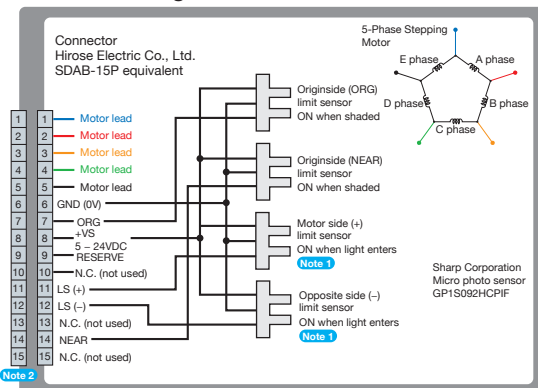 Connector
Hirose Electric Co., Ltd.
SDAB-15P equivalent
5-Phase Stepping
Motor
E phase
A phase
D phase
B phase
C phase
1 1 Motor lead
2 2 Motor lead
3 3 Motor lead
4 4 Motor lead
5 5 Motor lead
6 6 GND (0V)
7 7 ORG
8 8 +VS
5 – 24VDC
9 9 RESERVE
10 10 N.C. (not used)
11 11 LS (+)
12 12 LS (–)
13 13 N.C. (not used)
14 14 NEAR
15 15 N.C. (not used)
Note 2
Originside (ORG)
limit sensor
ON when shaded
Originside (NEAR)
limit sensor
ON when shaded
Motor side (+)
limit sensor
ON when light enters
Note 1
Opposite side (–)
limit sensor
ON when light enters
Note 1
Sharp Corporation
Micro photo sensor
GP1S092HCPIF